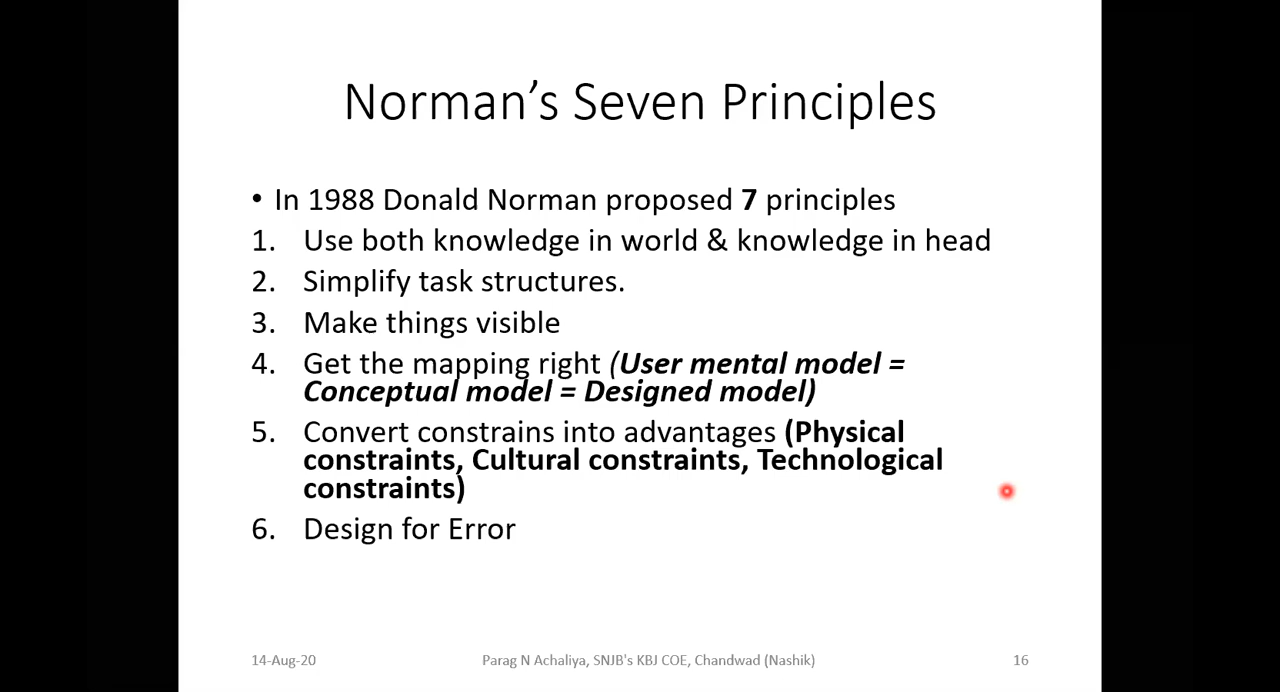 Norman's Seven Principles
• In 1988 Donald Norman proposed 7 principles
1. Use both knowledge in world & knowledge in head
2. Simplify task structures.
3. Make things visible
4. Get the mapping right (User mental model =
Conceptual model = Designed model)
5. Convert constrains into advantages (Physical
constraints, Cultural constraints, Technological
constraints)
6. Design for Error
14-Aug-20 Parag N Achaliya, SNJB's KBJ COE, Chandwad (Nashik) 16